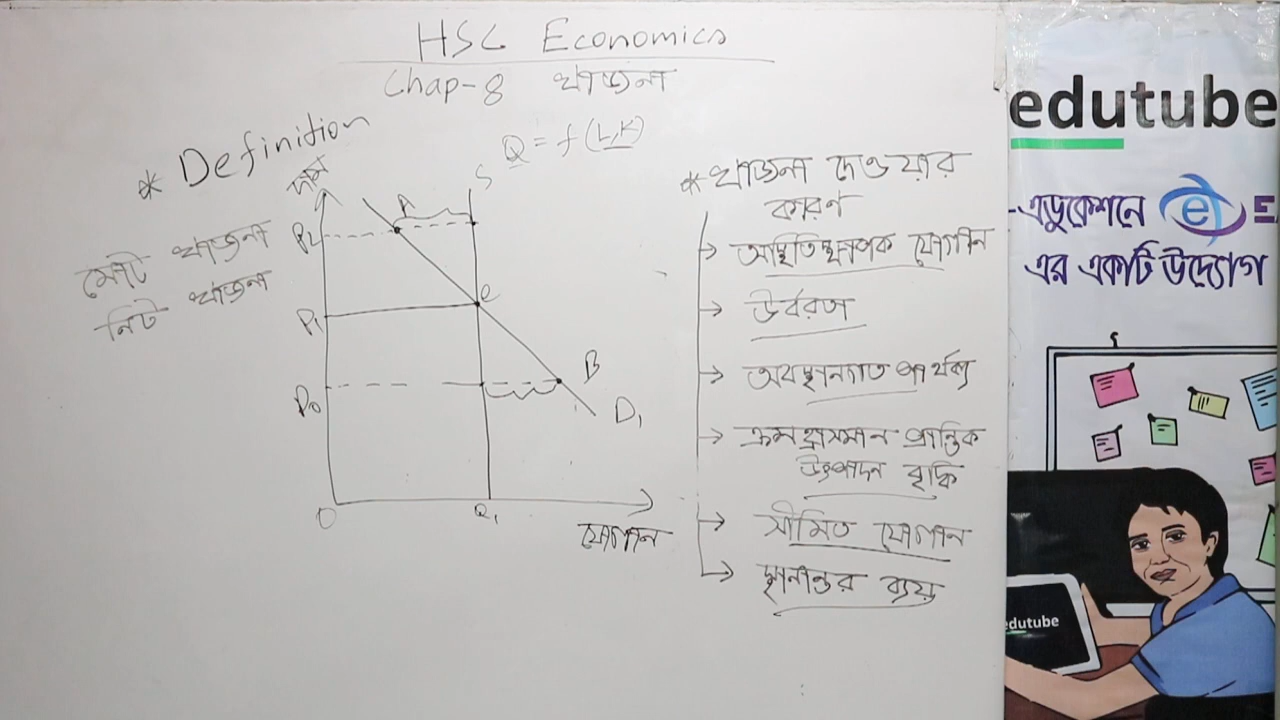 HSC Economics
Chap-8 খাজনা
* Definition
Q = f(L,K)
মোট খাজনা
নিট খাজনা
দাম
S
A
P2
e
P1
B
P0
D1
O
Q1
যোগান
* খাজনা দেওয়ার
কারণ
→ অস্থিতিস্থাপক যোগান
→ উর্বরতা
→ অবস্থানগত পার্থক্য
→ ক্রমহ্রাসমান প্রান্তিক
উৎপাদন বৃদ্ধি
→ সীমিত যোগান
→ স্থানান্তর ব্যয়
edutube
এডুকেশনে e E
এর একটি উদ্যোগ
edutube